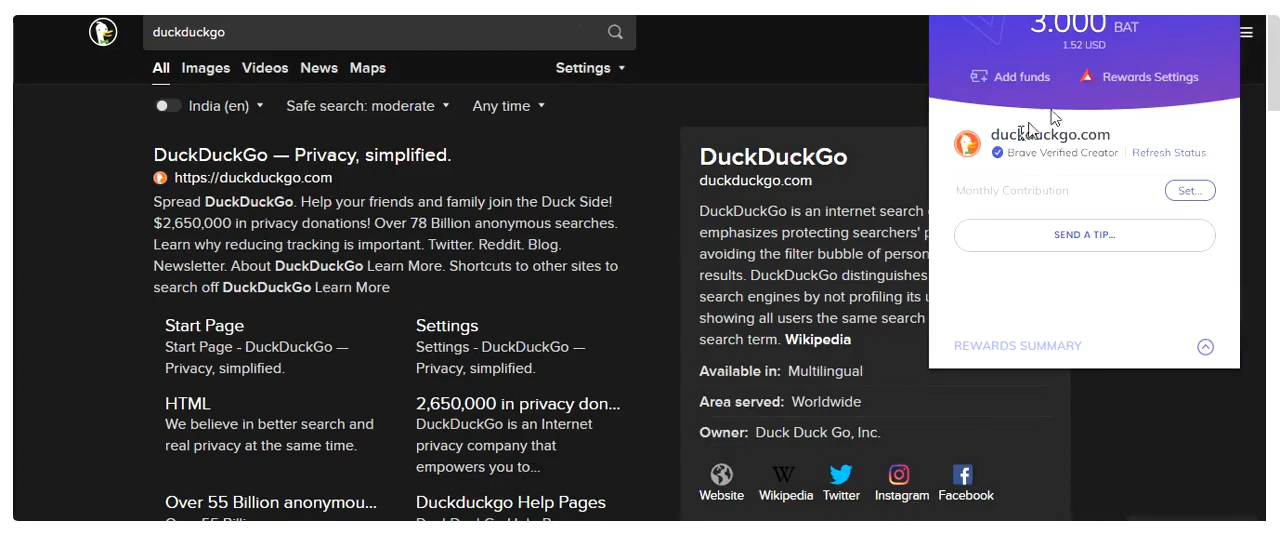 duckduckgo
All Images Videos News Maps Settings
India (en) Safe search: moderate Any time
DuckDuckGo — Privacy, simplified.
https://duckduckgo.com
Spread DuckDuckGo. Help your friends and family join the Duck Side!
$2,650,000 in privacy donations! Over 78 Billion anonymous searches.
Learn why reducing tracking is important. Twitter. Reddit. Blog.
Newsletter. About DuckDuckGo Learn More. Shortcuts to other sites to
search off DuckDuckGo Learn More
Start Page
Start Page - DuckDuckGo —
Privacy, simplified.
Settings
Settings - DuckDuckGo —
Privacy, simplified.
HTML
We believe in better search and
real privacy at the same time.
2,650,000 in privacy don...
DuckDuckGo is an Internet
privacy company that
empowers you to...
Over 55 Billion anonymou...
Duckduckgo Help Pages
DuckDuckGo
duckduckgo.com
DuckDuckGo is an internet search
emphasizes protecting searchers'
avoiding the filter bubble of
results. DuckDuckGo distinguishes
search engines by not profiling its
showing all users the same search
search term. Wikipedia
Available in: Multilingual
Area served: Worldwide
Owner: Duck Duck Go, Inc.
Website Wikipedia Twitter Instagram Facebook
3.000 BAT
1.52 USD
Add funds Rewards Settings
duckduckgo.com
Brave Verified Creator Refresh Status
Monthly Contribution Set...
SEND A TIP...
REWARDS SUMMARY